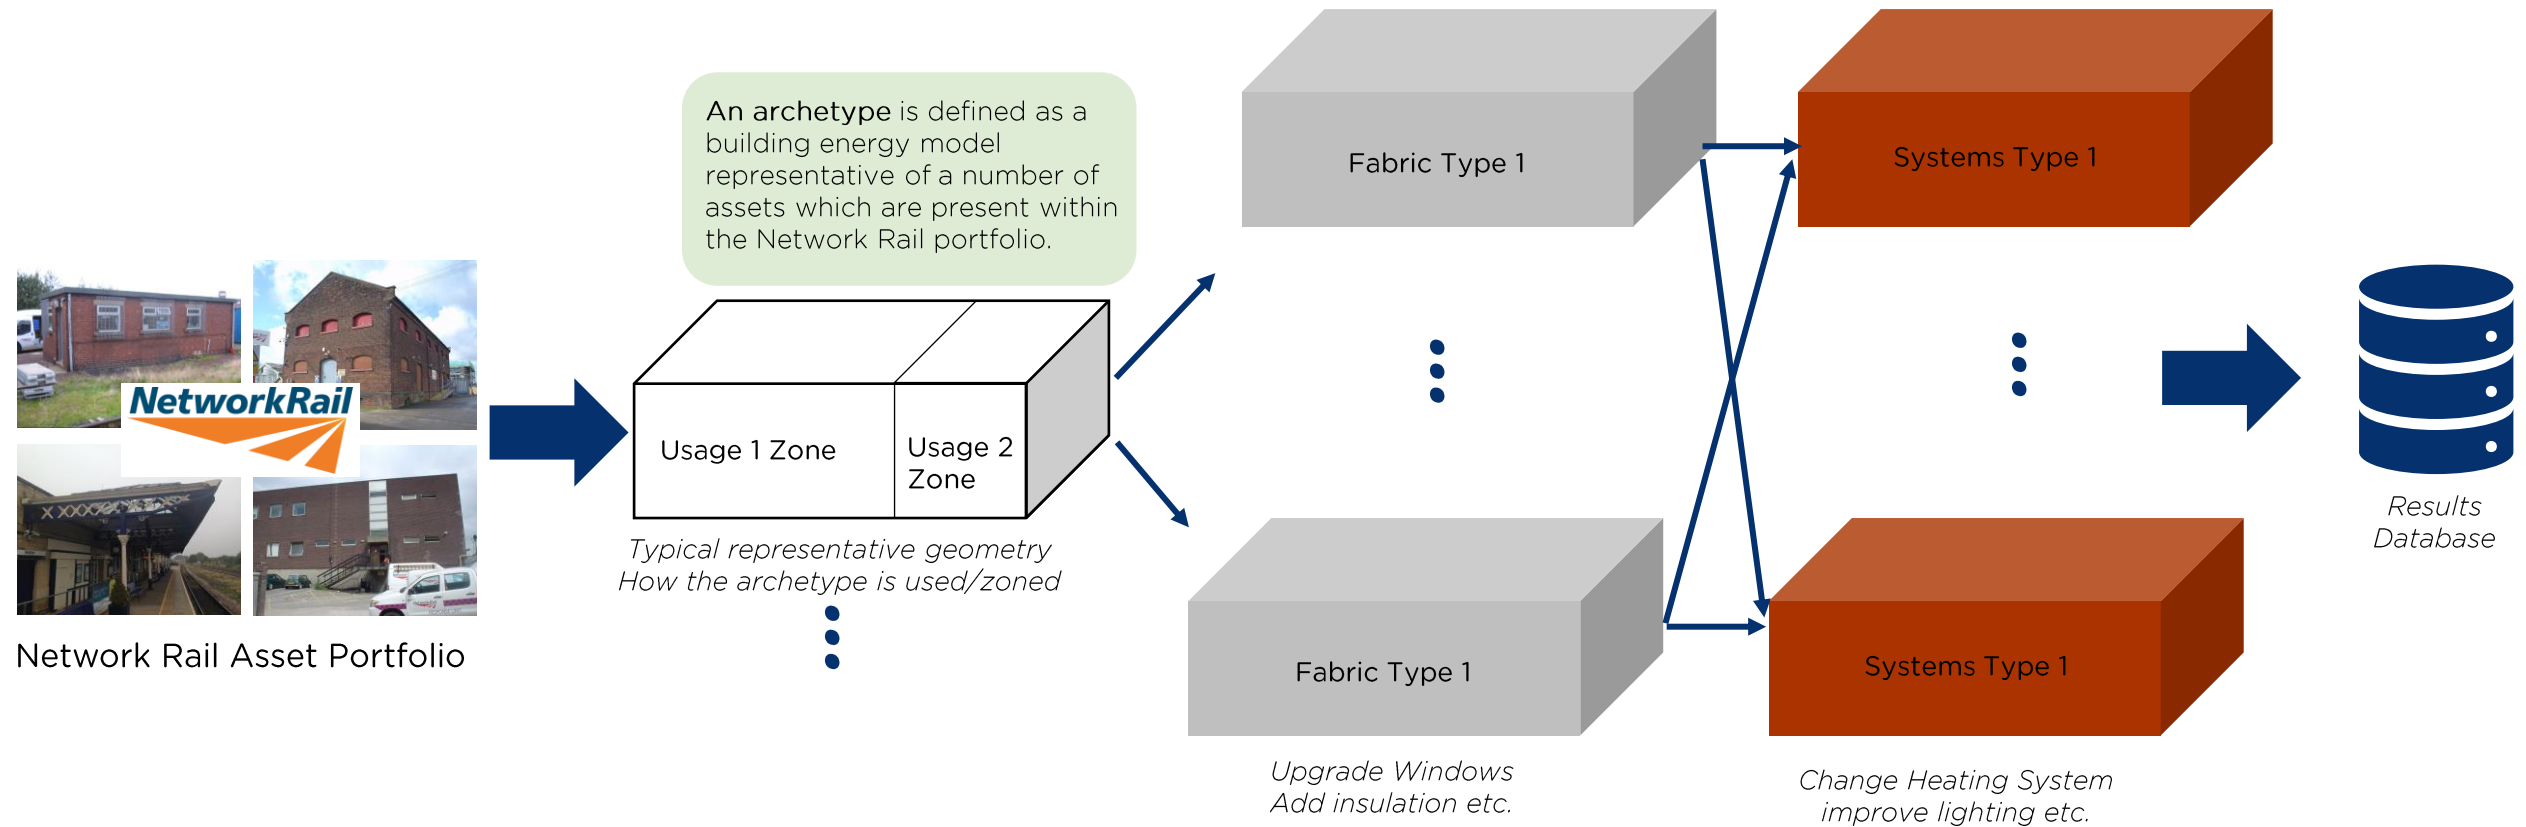 An archetype is defined as a
building energy model
representative of a number of
assets which are present within
the Network Rail portfolio.
NetworkRail
Network Rail Asset Portfolio
Usage 1 Zone
Usage 2
Zone
Typical representative geometry
How the archetype is used/zoned
Fabric Type 1
Systems Type 1
Fabric Type 1
Systems Type 1
Upgrade Windows
Add insulation etc.
Change Heating System
improve lighting etc.
Results
Database